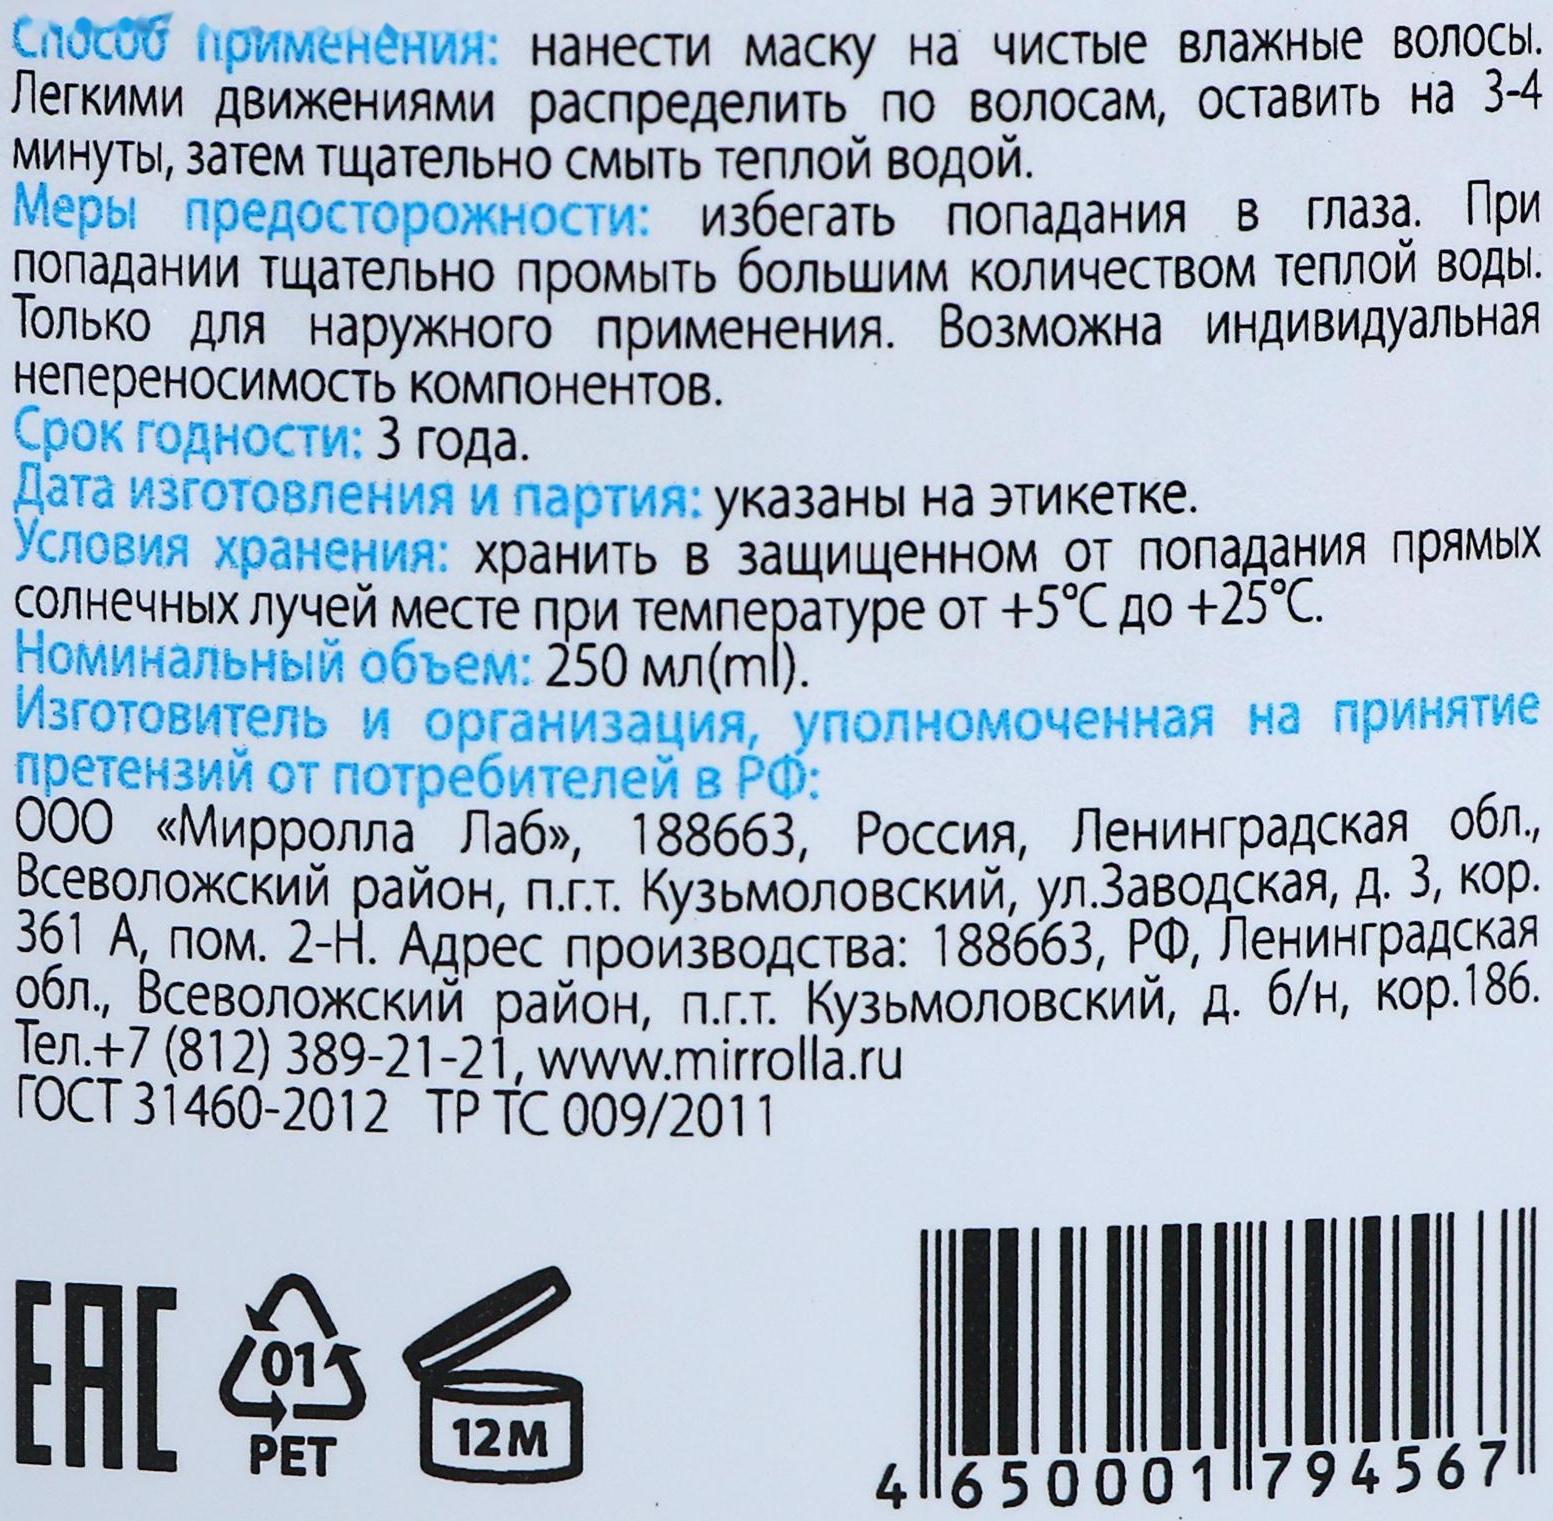 Способ применения: нанести маску на чистые влажные волосы.
Легкими движениями распределить по волосам, оставить на 3-4
минуты, затем тщательно смыть теплой водой.
Меры предосторожности: избегать попадания в глаза. При
попадании тщательно промыть большим количеством теплой воды.
Только для наружного применения. Возможна индивидуальная
непереносимость компонентов.
Срок годности: 3 года.
Дата изготовления и партия: указаны на этикетке.
Условия хранения: хранить в защищенном от попадания прямых
солнечных лучей месте при температуре от +5°С до +25°С.
Номинальный объем: 250 мл(ml).
Изготовитель и организация, уполномоченная на принятие
претензий от потребителей в РФ:
ООО «Мирролла Лаб», 188663, Россия, Ленинградская обл.,
Всеволожский район, п.г.т. Кузьмоловский, ул.Заводская, д. 3, кор.
361 А, пом. 2-Н. Адрес производства: 188663, РФ, Ленинградская
обл., Всеволожский район, п.г.т. Кузьмоловский, д. б/н, кор.186.
Тел.+7 (812) 389-21-21, www.mirrolla.ru
ГОСТ 31460-2012 ТР ТС 009/2011
ЕАС
01
PET
12M
4 650001 794567